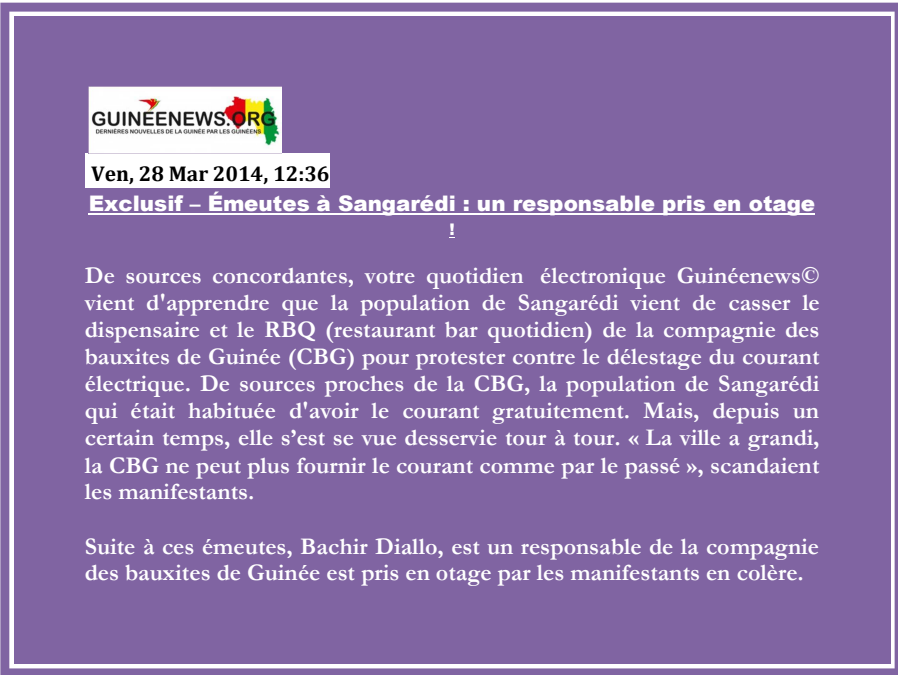 GUINÉENEWS.ORG
DERNIÈRES NOUVELLES DE LA GUINÉE PAR LES GUINÉENS
Ven, 28 Mar 2014, 12:36
Exclusif – Émeutes à Sangarédi : un responsable pris en otage
!
De sources concordantes, votre quotidien électronique Guinéenews©
vient d'apprendre que la population de Sangarédi vient de casser le
dispensaire et le RBQ (restaurant bar quotidien) de la compagnie des
bauxites de Guinée (CBG) pour protester contre le délestage du courant
électrique. De sources proches de la CBG, la population de Sangarédi
qui était habituée d'avoir le courant gratuitement. Mais, depuis un
certain temps, elle s’est se vue desservie tour à tour. « La ville a grandi,
la CBG ne peut plus fournir le courant comme par le passé », scandaient
les manifestants.
Suite à ces émeutes, Bachir Diallo, est un responsable de la compagnie
des bauxites de Guinée est pris en otage par les manifestants en colère.